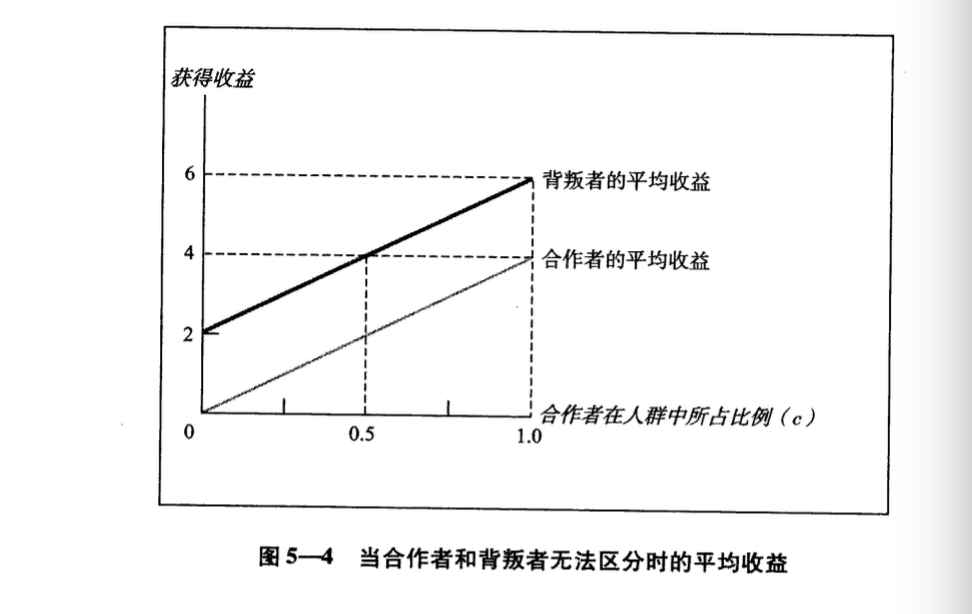 获得收益
6
背叛者的平均收益
4
合作者的平均收益
2
合作者在人群中所占比例（c）
0
0.5
1.0
图5—4 当合作者和背叛者无法区分时的平均收益